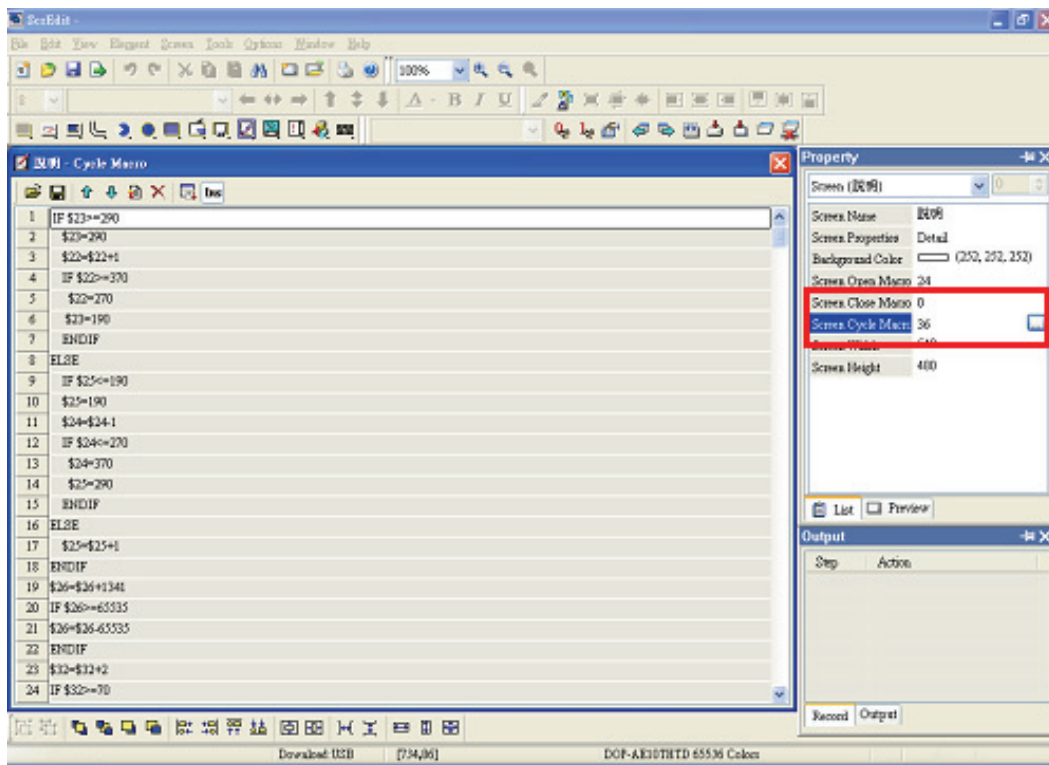 ScrEdit -
File Edit View Element Screen Tools Options Window Help
100%
8
A - B I U
說明 - Cycle Macro
Ins
1 IF $23>=290
2 $23=290
3 $22=$22+1
4 IF $22>=370
5 $22=270
6 $23=190
7 ENDIF
8 ELSE
9 IF $25<=190
10 $25=190
11 $24=$24-1
12 IF $24<=270
13 $24=370
14 $25=290
15 ENDIF
16 ELSE
17 $25=$25+1
18 ENDIF
19 $26=$26+1341
20 IF $26>=65535
21 $26=$26-65535
22 ENDIF
23 $32=$32+2
24 IF $32>=70
Property
Screen (說明) 0
Screen Name 說明
Screen Properties Detail
Background Color (252, 252, 252)
Screen Open Macro 24
Screen Close Macro 0
Screen Cycle Macro 36
Screen Height 480
List Preview
Output
Step Action
Record Output
Download:USB [734,86] DOP-AE10THTD 65536 Colors